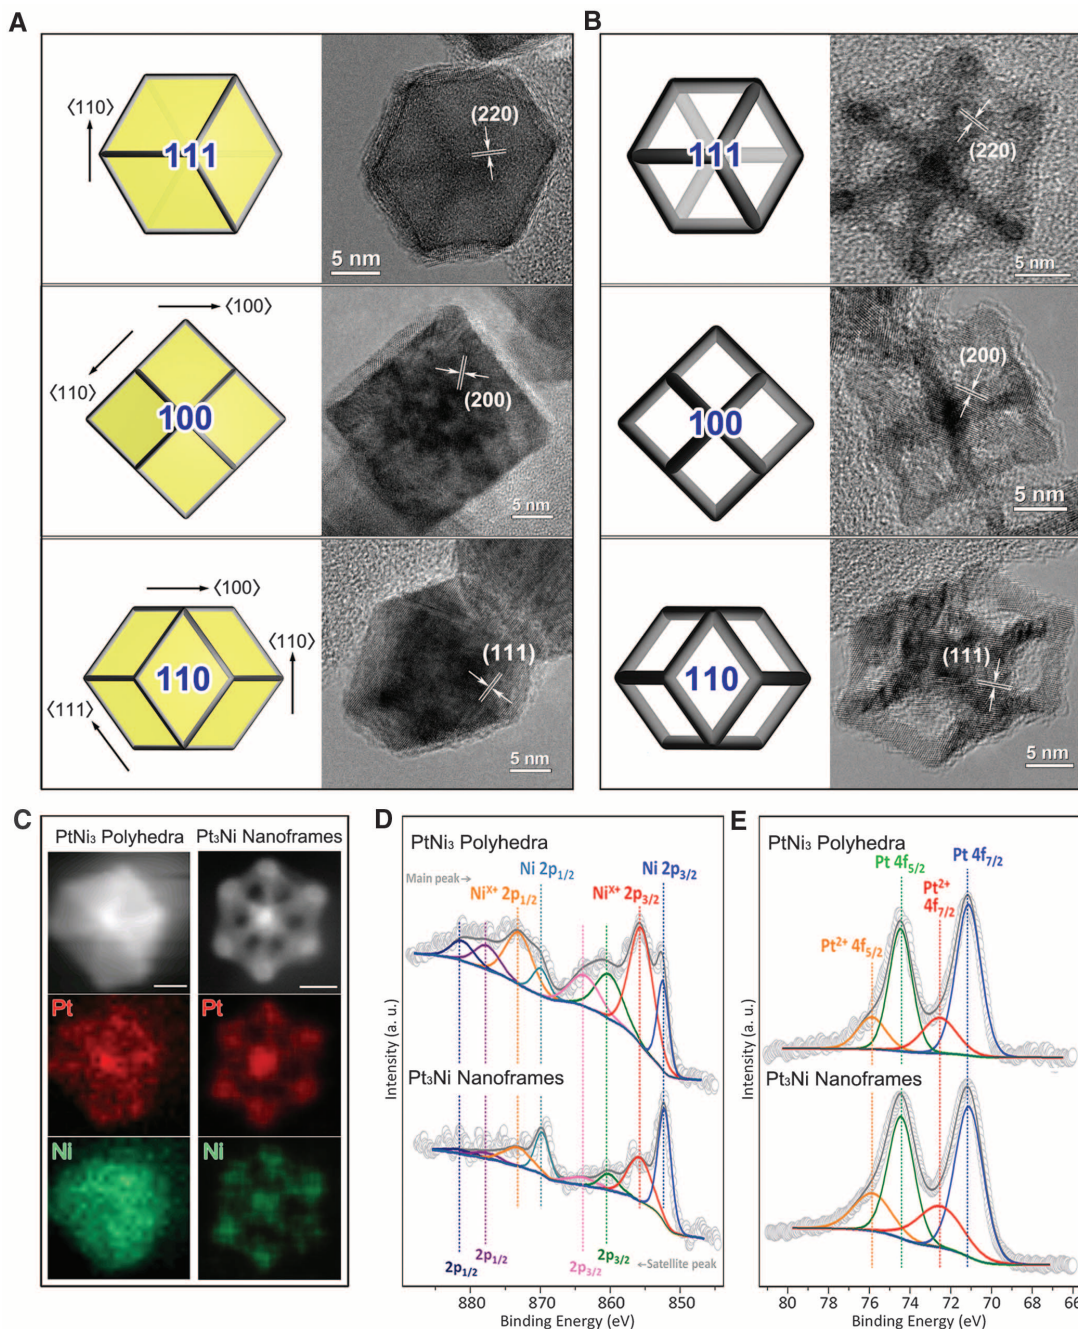 A
⟨110⟩
111
(220)
5 nm
⟨100⟩
⟨110⟩
100
(200)
5 nm
⟨100⟩
⟨110⟩
110
⟨111⟩
(111)
5 nm
B
111
(220)
5 nm
100
(200)
5 nm
110
(111)
5 nm
C
PtNi₃ Polyhedra
Pt₃Ni Nanoframes
Pt
Pt
Ni
Ni
D
PtNi₃ Polyhedra
Main peak→
Ni 2p₁/₂
Ni 2p₃/₂
Niˣ⁺ 2p₁/₂
Niˣ⁺ 2p₃/₂
Pt₃Ni Nanoframes
2p₁/₂
2p₁/₂
2p₃/₂
2p₃/₂
←Satellite peak
Intensity (a. u.)
880 870 860 850
Binding Energy (eV)
E
PtNi₃ Polyhedra
Pt 4f₅/₂
Pt 4f₇/₂
Pt²⁺
4f₇/₂
Pt²⁺ 4f₅/₂
Pt₃Ni Nanoframes
Intensity (a. u.)
80 78 76 74 72 70 68 66
Binding Energy (eV)